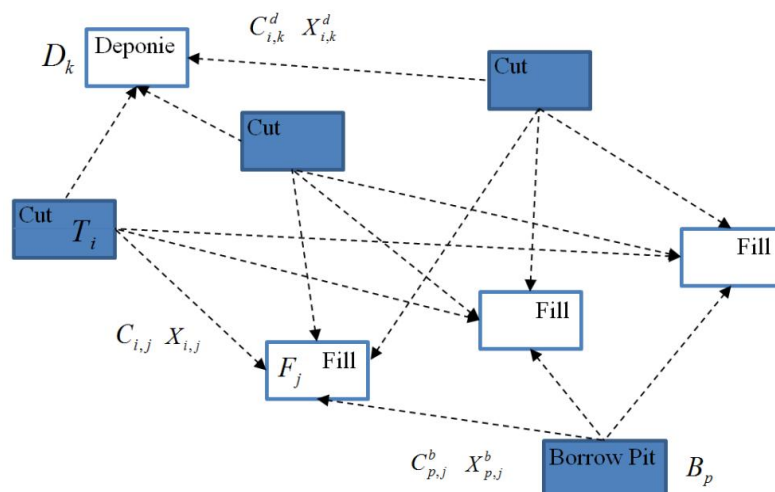 C^d_{i,k} X^d_{i,k}
Deponie
D_k
Cut
Cut
Cut
T_i
Fill
Fill
C_{i,j} X_{i,j}
F_j Fill
C^b_{p,j} X^b_{p,j}
Borrow Pit
B_p